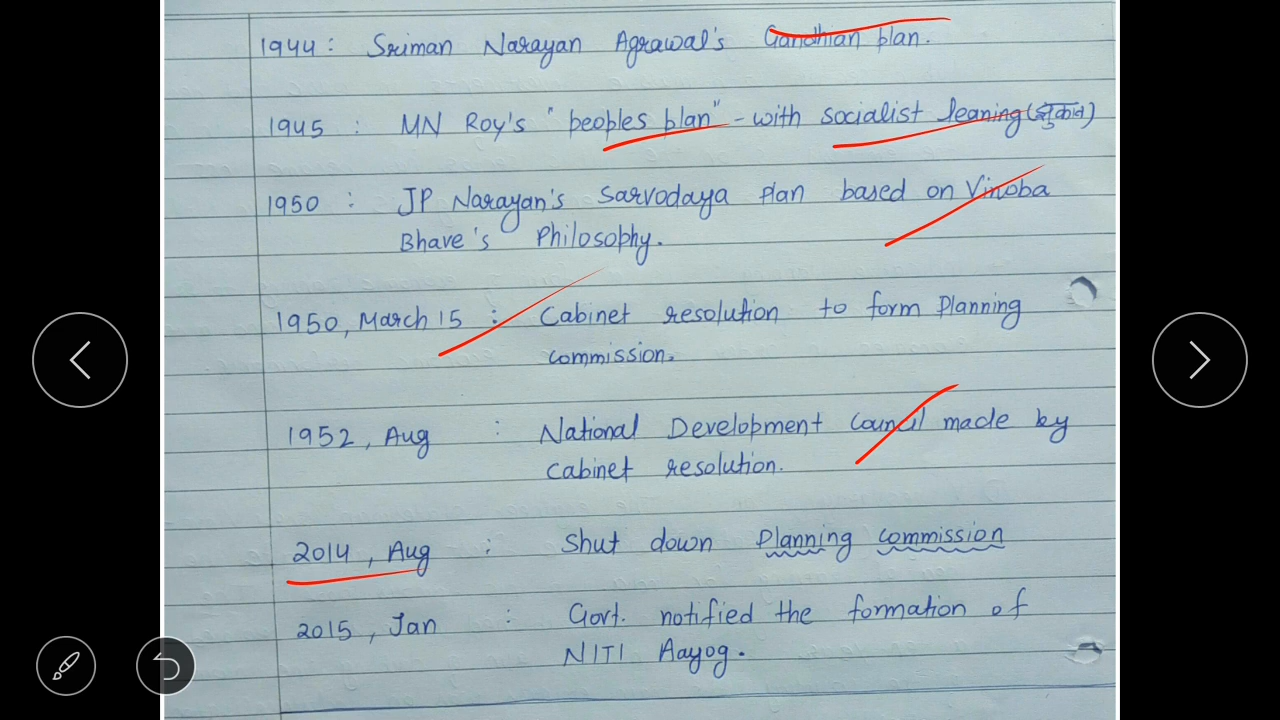 1944 : Sriman Narayan Agrawal's Gandhian plan.
1945 : MN Roy's "peoples plan" - with socialist leaning (झुकाव)
1950 : JP Narayan's Sarvodaya plan based on Vinoba
Bhave's Philosophy.
1950, March 15 : Cabinet resolution to form Planning
commission.
1952, Aug : National Development Council made by
Cabinet resolution.
2014, Aug : Shut down Planning commission
2015, Jan : Govt. notified the formation of
NITI Aayog.